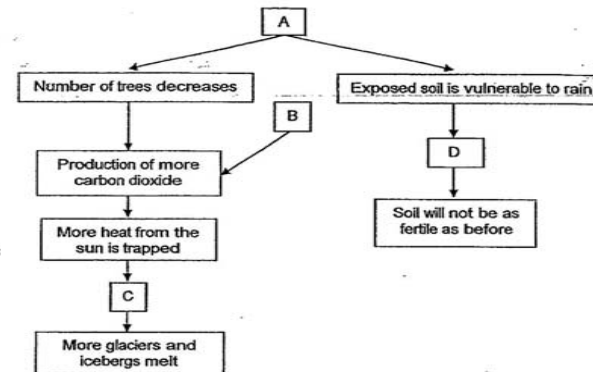 A
Number of trees decreases
Exposed soil is vulnerable to rain
B
Production of more
carbon dioxide
D
More heat from the
sun is trapped
Soil will not be as
fertile as before
C
More glaciers and
icebergs melt